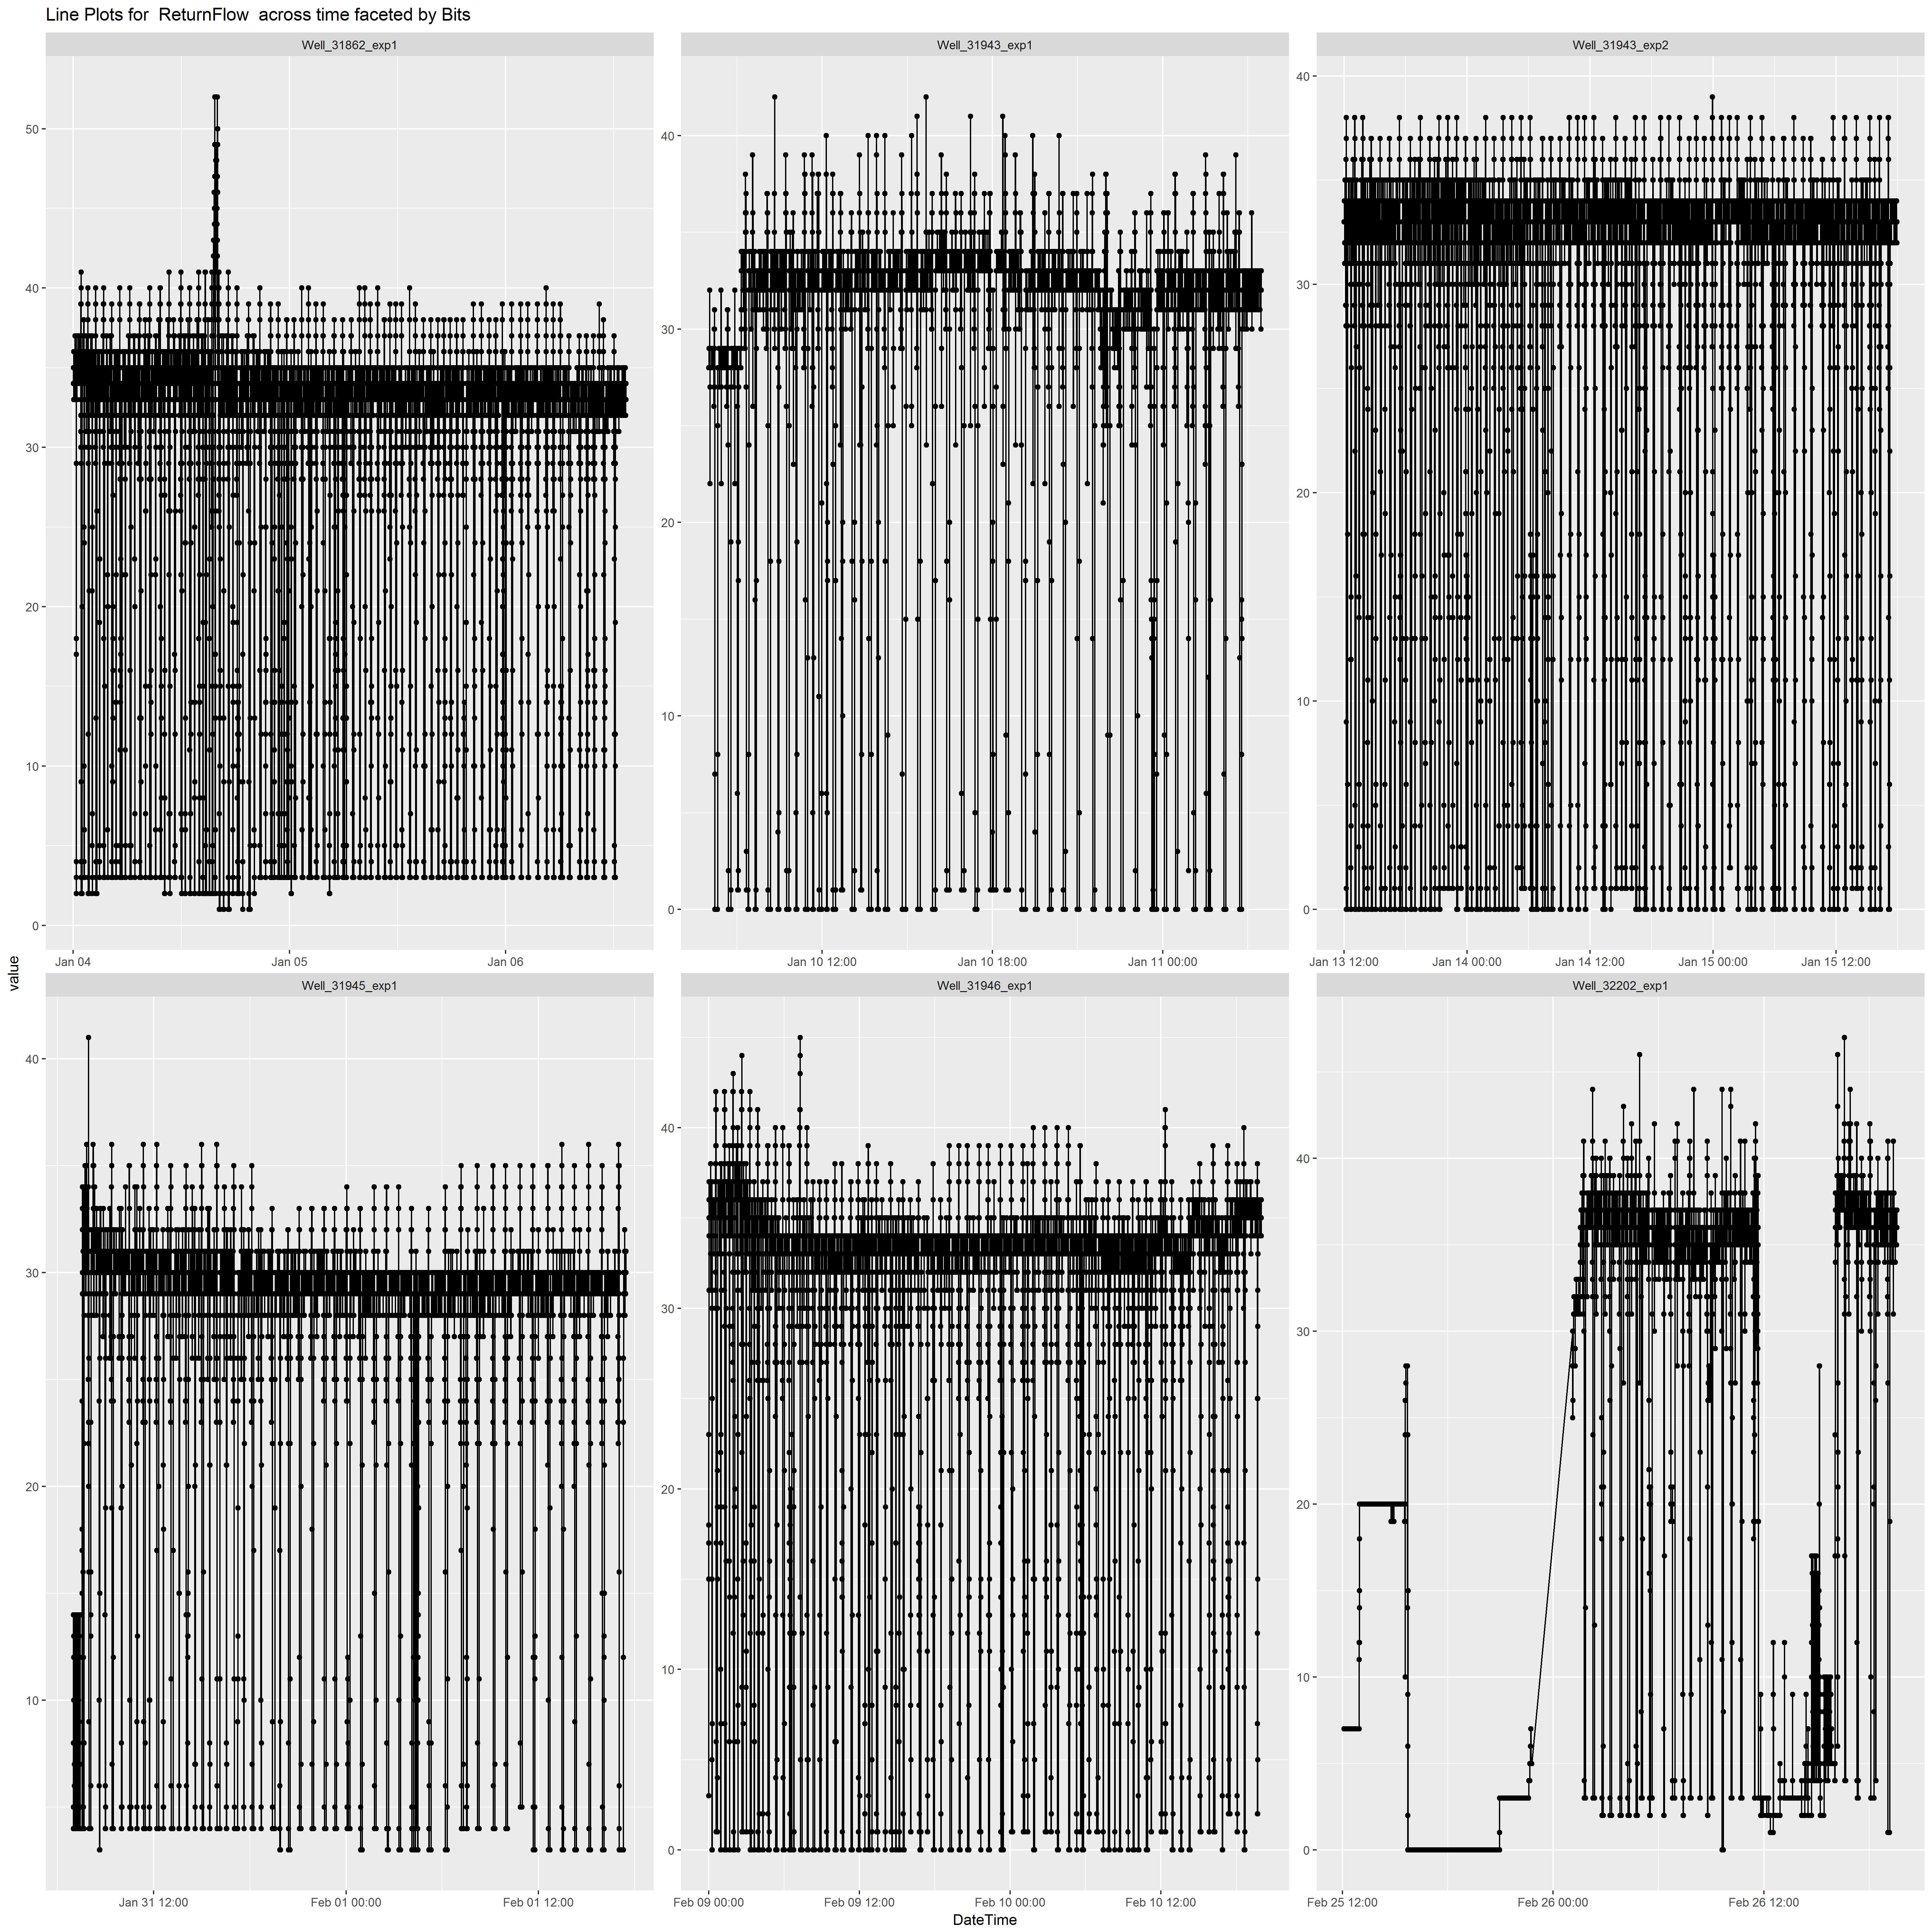 Line Plots for  ReturnFlow  across time faceted by Bits
Well_31862_exp1
Well_31943_exp1
Well_31943_exp2
50
40
30
20
10
0
40
30
20
10
0
40
30
20
10
0
Jan 04 Jan 05 Jan 06
Jan 10 12:00 Jan 10 18:00 Jan 11 00:00
Jan 13 12:00 Jan 14 00:00 Jan 14 12:00 Jan 15 00:00 Jan 15 12:00
value
Well_31945_exp1
Well_31946_exp1
Well_32202_exp1
40
30
20
10
40
30
20
10
0
40
30
20
10
0
Jan 31 12:00 Feb 01 00:00 Feb 01 12:00
Feb 09 00:00 Feb 09 12:00 Feb 10 00:00 Feb 10 12:00
Feb 25 12:00 Feb 26 00:00 Feb 26 12:00
DateTime